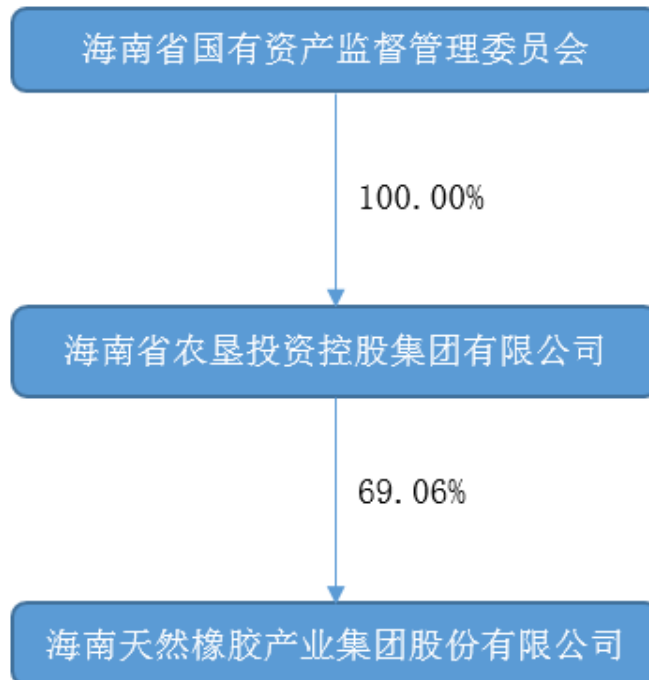 海南省国有资产监督管理委员会
100.00%
海南省农垦投资控股集团有限公司
69.06%
海南天然橡胶产业集团股份有限公司